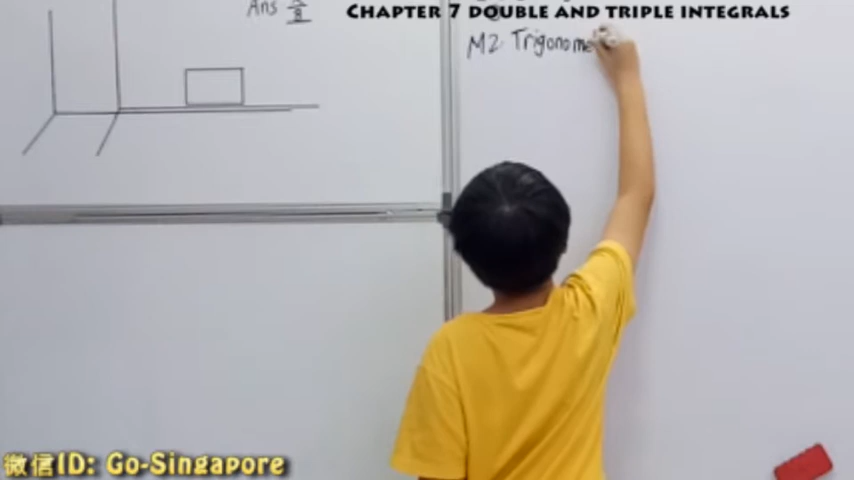 Ans
CHAPTER 7 DOUBLE AND TRIPLE INTEGRALS
M2 Trigonome
微信ID: Go-Singapore